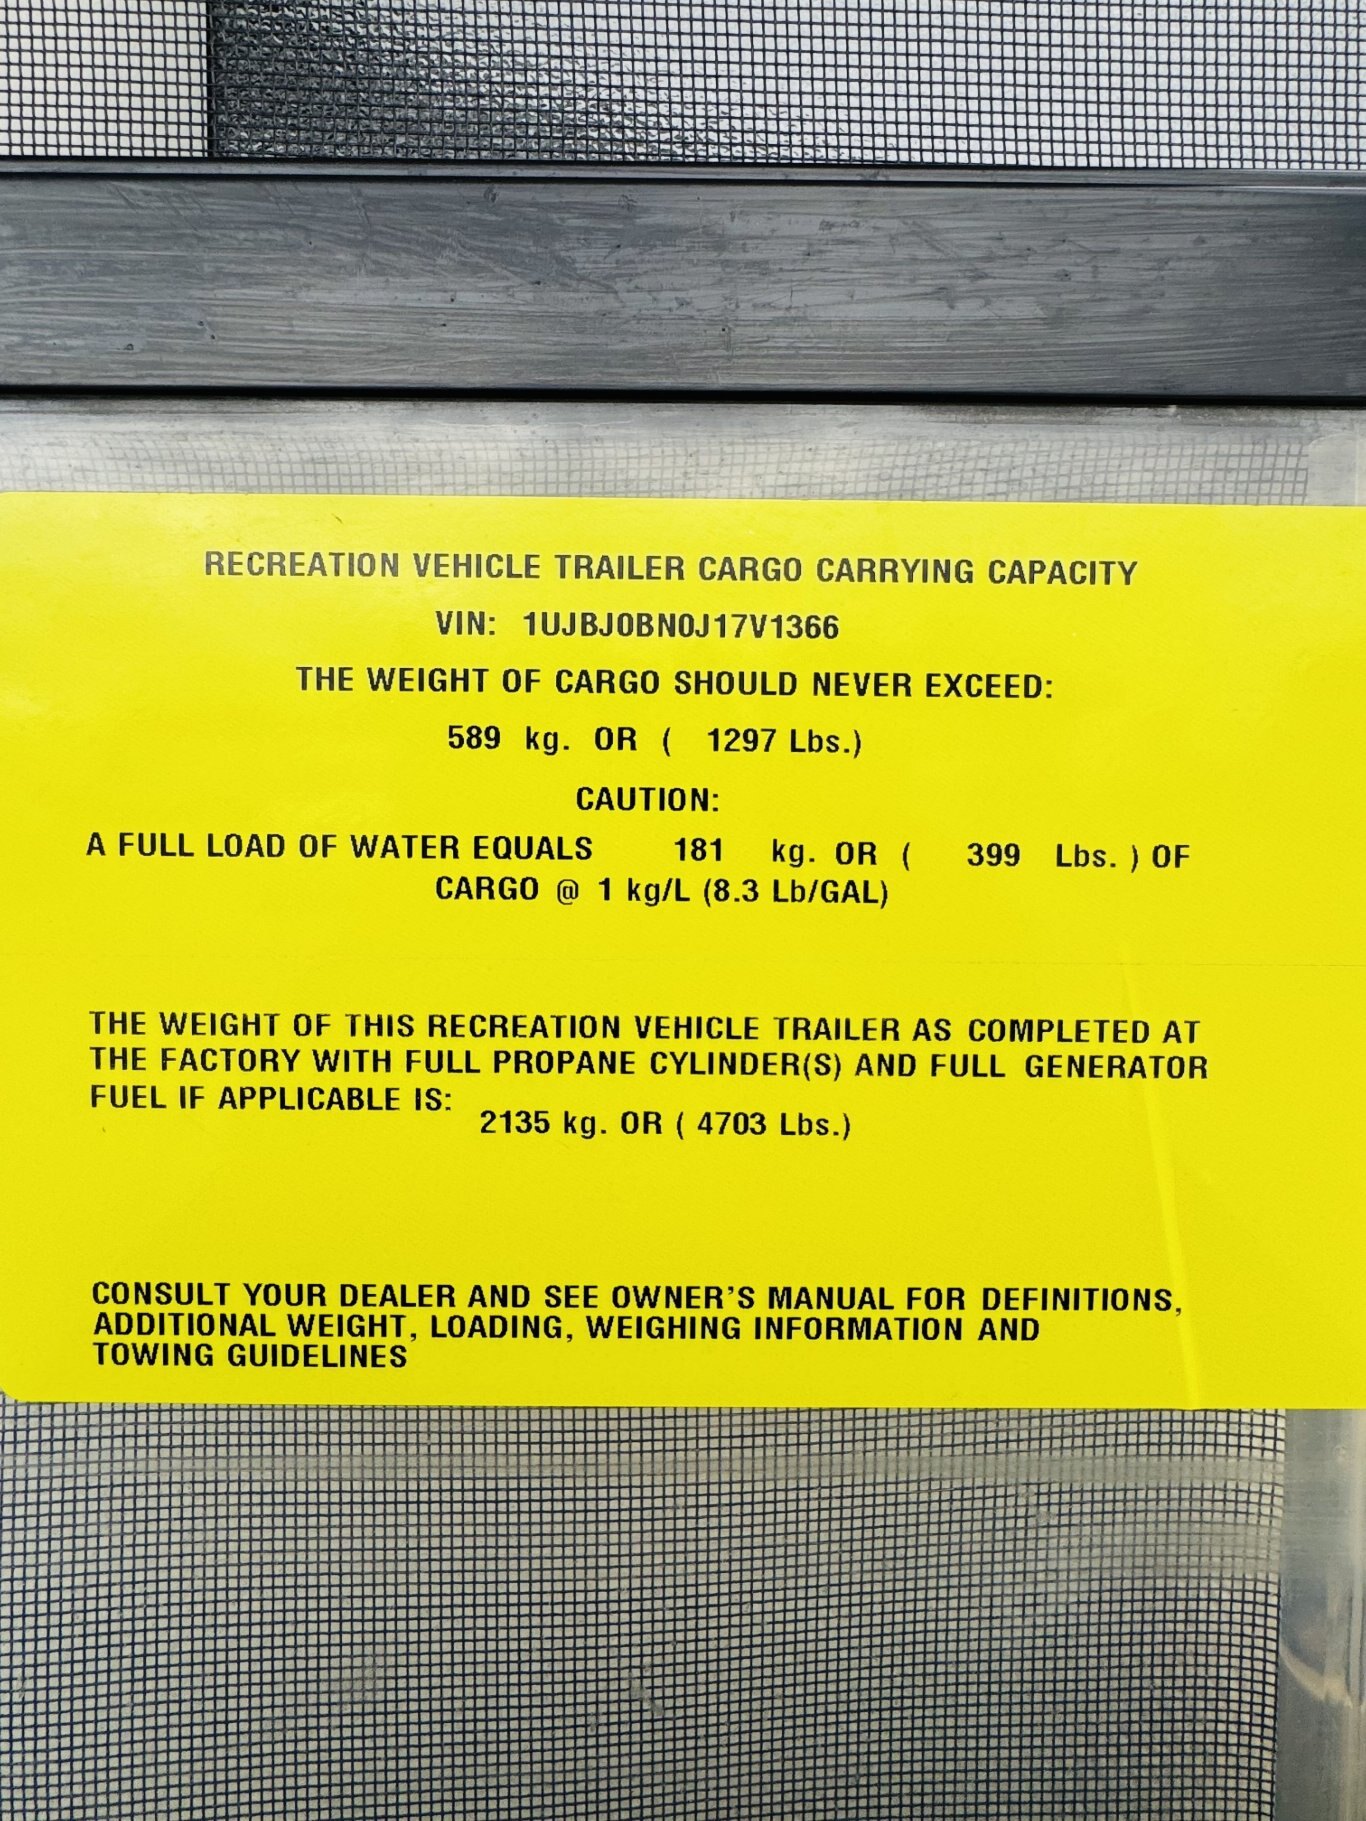 RECREATION VEHICLE TRAILER CARGO CARRYING CAPACITY
VIN: 1UJBJ0BN0J17V1366
THE WEIGHT OF CARGO SHOULD NEVER EXCEED:
589 kg. OR ( 1297 Lbs.)
CAUTION:
A FULL LOAD OF WATER EQUALS 181 kg. OR ( 399 Lbs. ) OF
CARGO @ 1 kg/L (8.3 Lb/GAL)
THE WEIGHT OF THIS RECREATION VEHICLE TRAILER AS COMPLETED AT
THE FACTORY WITH FULL PROPANE CYLINDER(S) AND FULL GENERATOR
FUEL IF APPLICABLE IS:
2135 kg. OR ( 4703 Lbs.)
CONSULT YOUR DEALER AND SEE OWNER'S MANUAL FOR DEFINITIONS,
ADDITIONAL WEIGHT, LOADING, WEIGHING INFORMATION AND
TOWING GUIDELINES